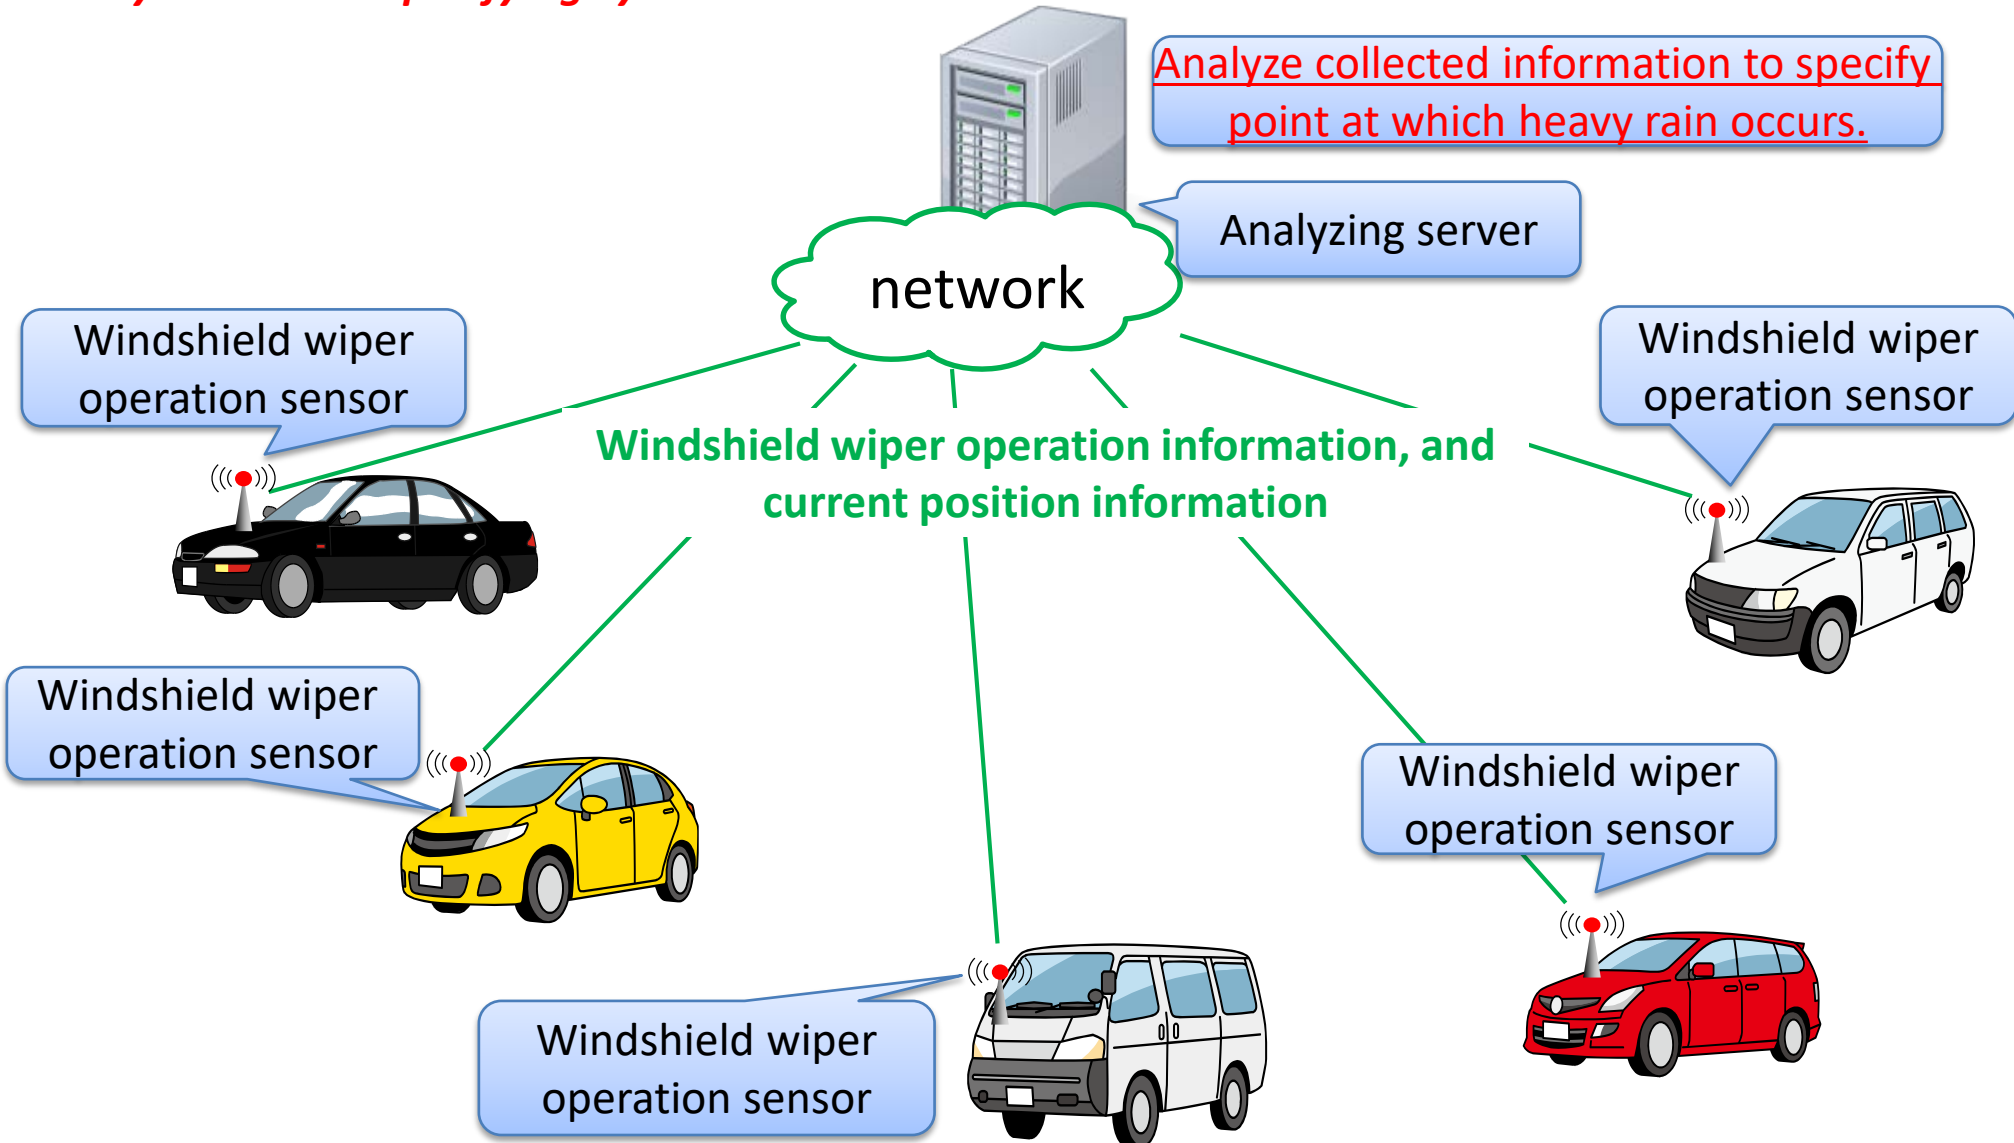 Analyze collected information to specify
point at which heavy rain occurs.
Analyzing server
network
Windshield wiper
operation sensor
Windshield wiper
operation sensor
Windshield wiper operation information, and
current position information
Windshield wiper
operation sensor
Windshield wiper
operation sensor
Windshield wiper
operation sensor